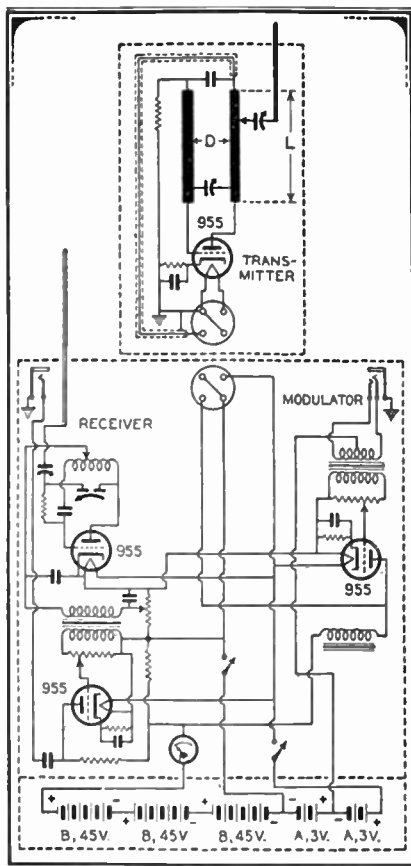 D
L
955
TRANS-
MITTER
RECEIVER
MODULATOR
955
955
955
+ - + - + - + - + -
B, 45V. B, 45V B, 45V. A, 3V. A, 3V.